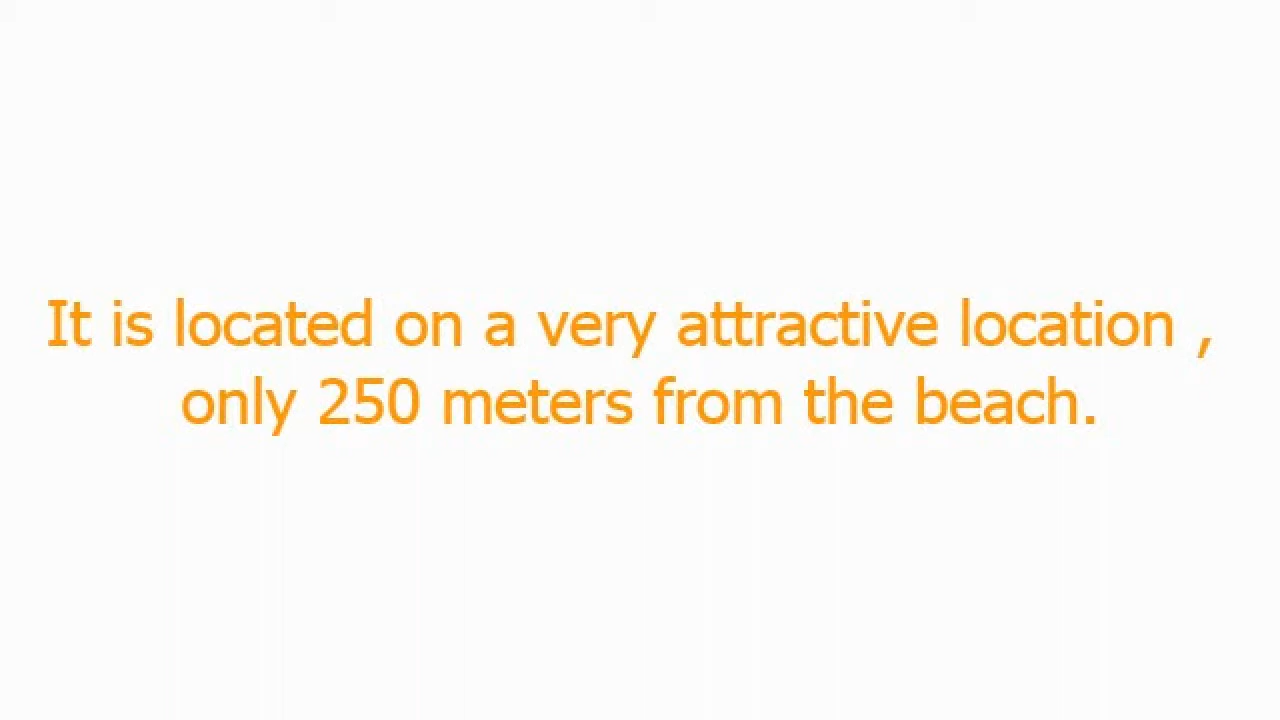 It is located on a very attractive location ,
only 250 meters from the beach.